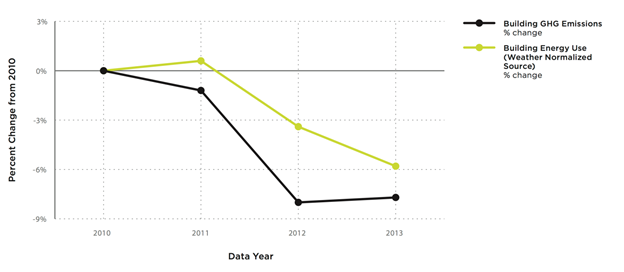 3%
0%
-3%
-6%
-9%
Percent Change from 2010
2010 2011 2012 2013
Data Year
Building GHG Emissions
% change
Building Energy Use
(Weather Normalized
Source)
% change